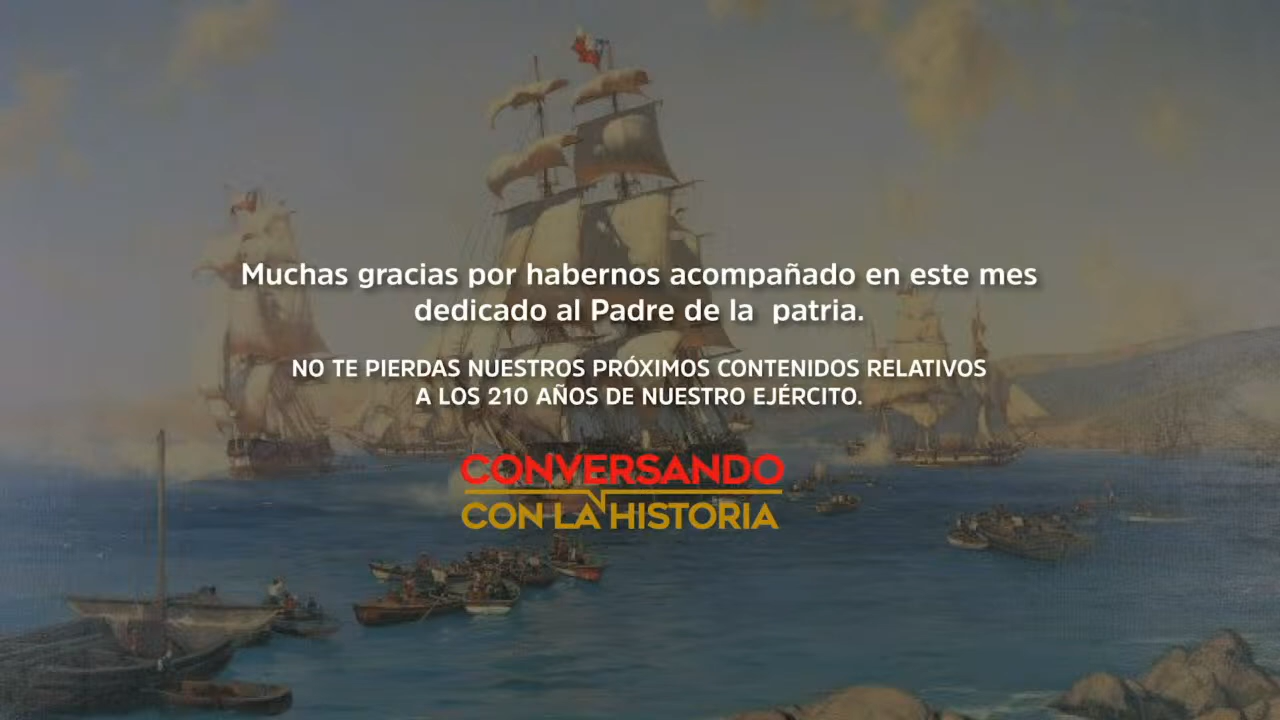 Muchas gracias por habernos acompañado en este mes
dedicado al Padre de la  patria.
NO TE PIERDAS NUESTROS PRÓXIMOS CONTENIDOS RELATIVOS
A LOS 210 AÑOS DE NUESTRO EJÉRCITO.
CONVERSANDO
CON LA HISTORIA